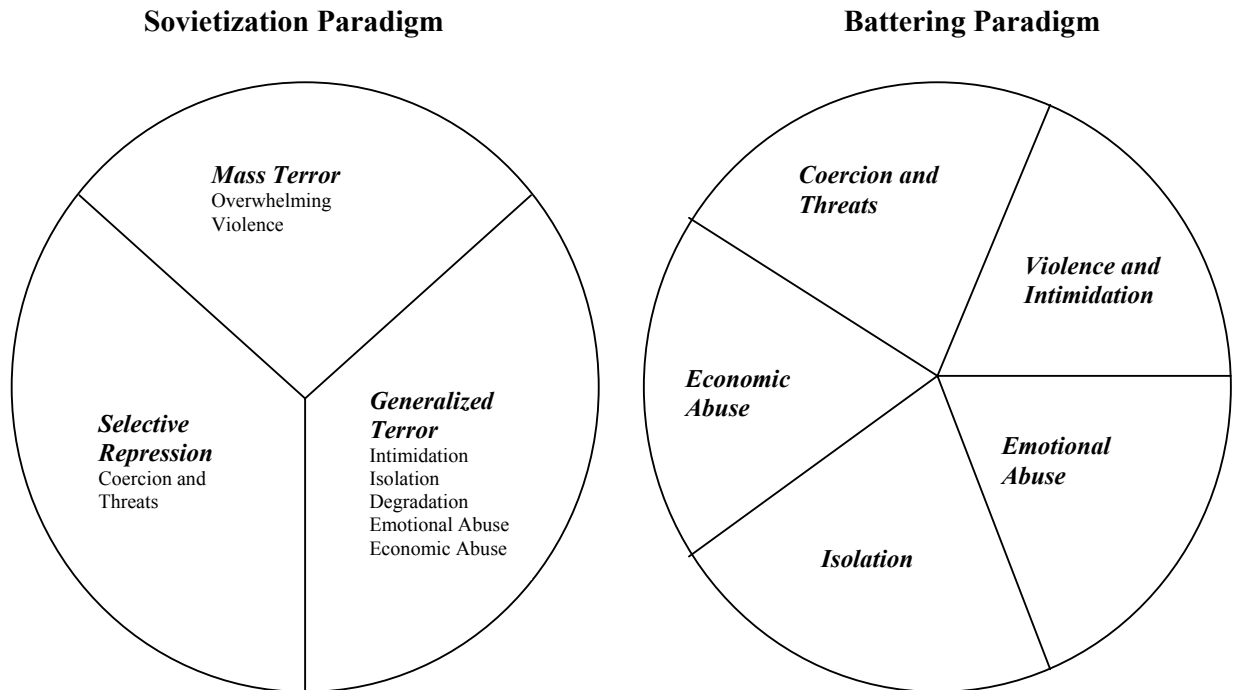 Sovietization Paradigm
Mass Terror
Overwhelming
Violence
Selective
Repression
Coercion and
Threats
Generalized
Terror
Intimidation
Isolation
Degradation
Emotional Abuse
Economic Abuse
Battering Paradigm
Coercion and
Threats
Violence and
Intimidation
Economic
Abuse
Emotional
Abuse
Isolation